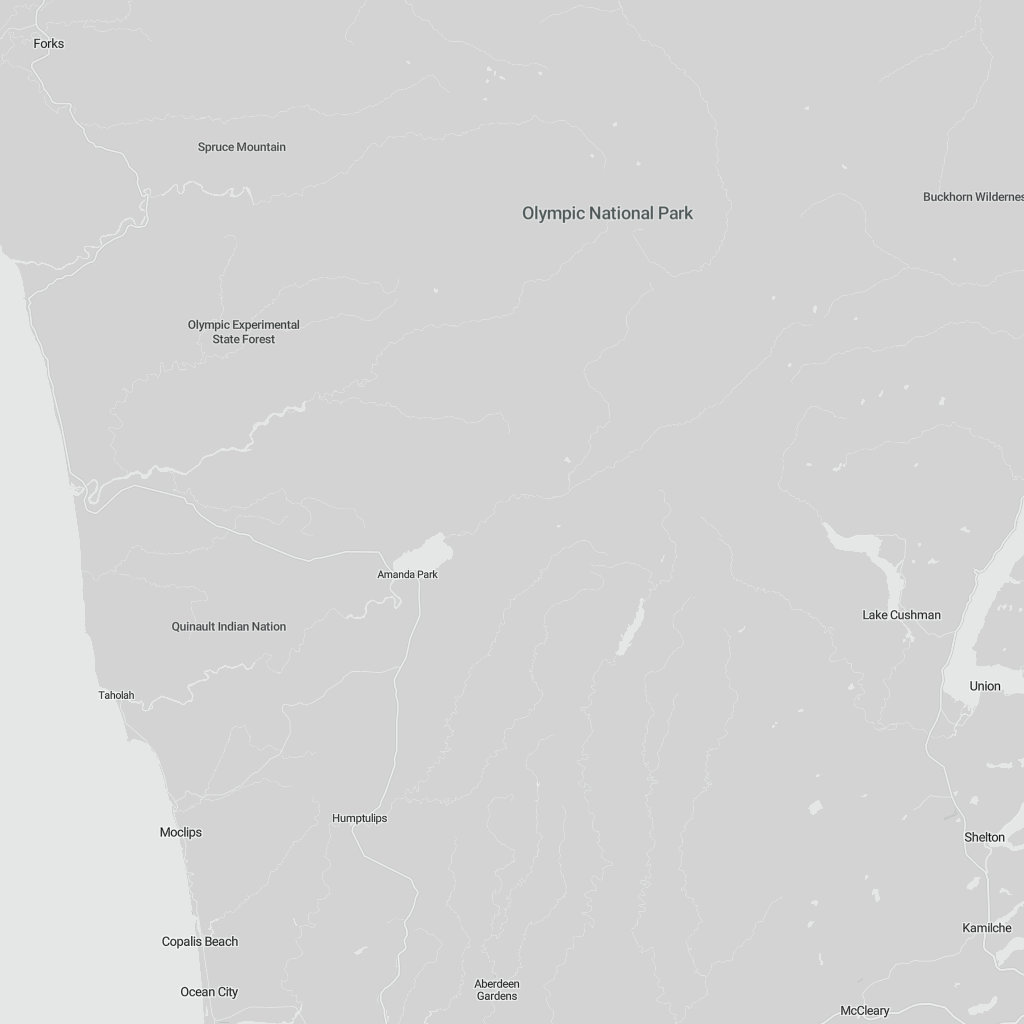 Forks
Spruce Mountain
Buckhorn Wildernes
Olympic National Park
Olympic Experimental
State Forest
Amanda Park
Lake Cushman
Quinault Indian Nation
Union
Taholah
Humptulips
Moclips
Shelton
Kamilche
Copalis Beach
Aberdeen
Gardens
Ocean City
McCleary